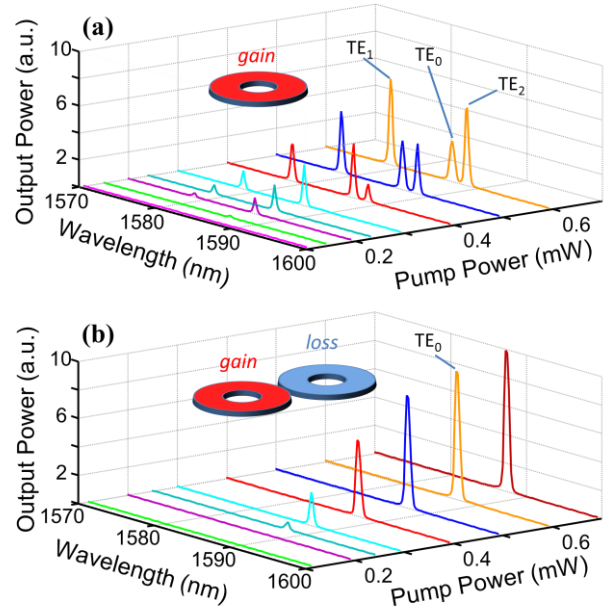 (a)
gain
TE1
TE0
TE2
Output Power (a.u.)
10
6
2
1570
1580
1590
1600
Wavelength (nm)
0.2
0.4
0.6
Pump Power (mW)
(b)
gain
loss
TE0
Output Power (a.u.)
10
6
2
1570
1580
1590
1600
Wavelength (nm)
0.2
0.4
0.6
Pump Power (mW)